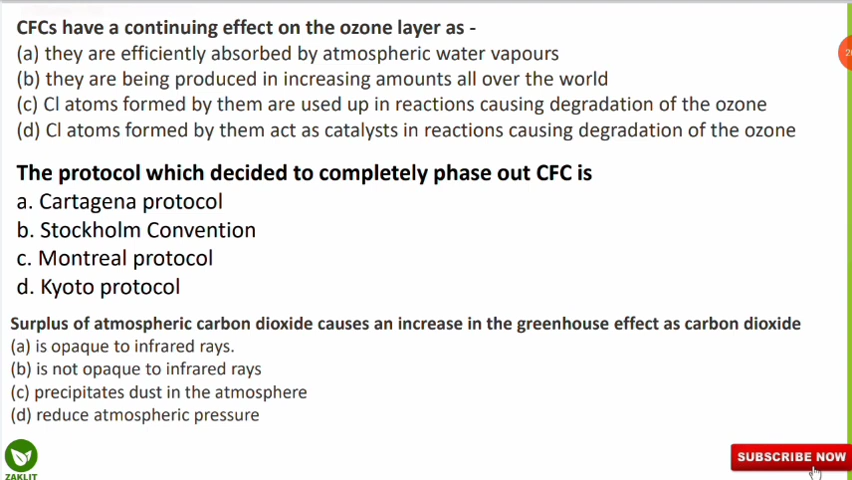 CFCs have a continuing effect on the ozone layer as -
(a) they are efficiently absorbed by atmospheric water vapours
(b) they are being produced in increasing amounts all over the world
(c) Cl atoms formed by them are used up in reactions causing degradation of the ozone
(d) Cl atoms formed by them act as catalysts in reactions causing degradation of the ozone
The protocol which decided to completely phase out CFC is
a. Cartagena protocol
b. Stockholm Convention
c. Montreal protocol
d. Kyoto protocol
Surplus of atmospheric carbon dioxide causes an increase in the greenhouse effect as carbon dioxide
(a) is opaque to infrared rays.
(b) is not opaque to infrared rays
(c) precipitates dust in the atmosphere
(d) reduce atmospheric pressure
ZAKLIT
SUBSCRIBE NOW